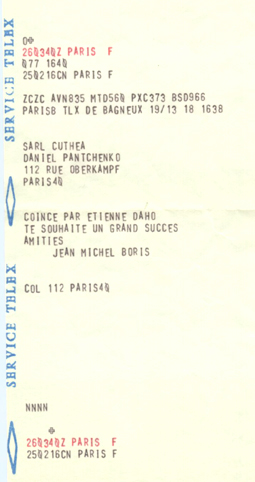 SERVICE TELEX
0✠
260340Z PARIS F
077 1640
250216CN PARIS F
ZCZC AVN835 MTD560 PXC373 BSD966
PARISB TLX DE BAGNEUX 19/13 18 1638
SARL CUTHEA
DANIEL PANTCHENKO
112 RUE OBERKAMPF
PARIS40
COINCE PAR ETIENNE DAHO
TE SOUHAITE UN GRAND SUCCES
AMITIES
JEAN MICHEL BORIS
SERVICE TELEX
COL 112 PARIS40
NNNN
✠
260340Z PARIS F
250216CN PARIS F